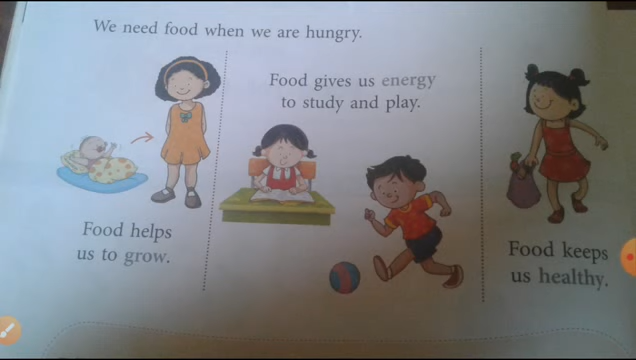 We need food when we are hungry.
Food helps
us to grow.
Food gives us energy
to study and play.
Food keeps
us healthy.